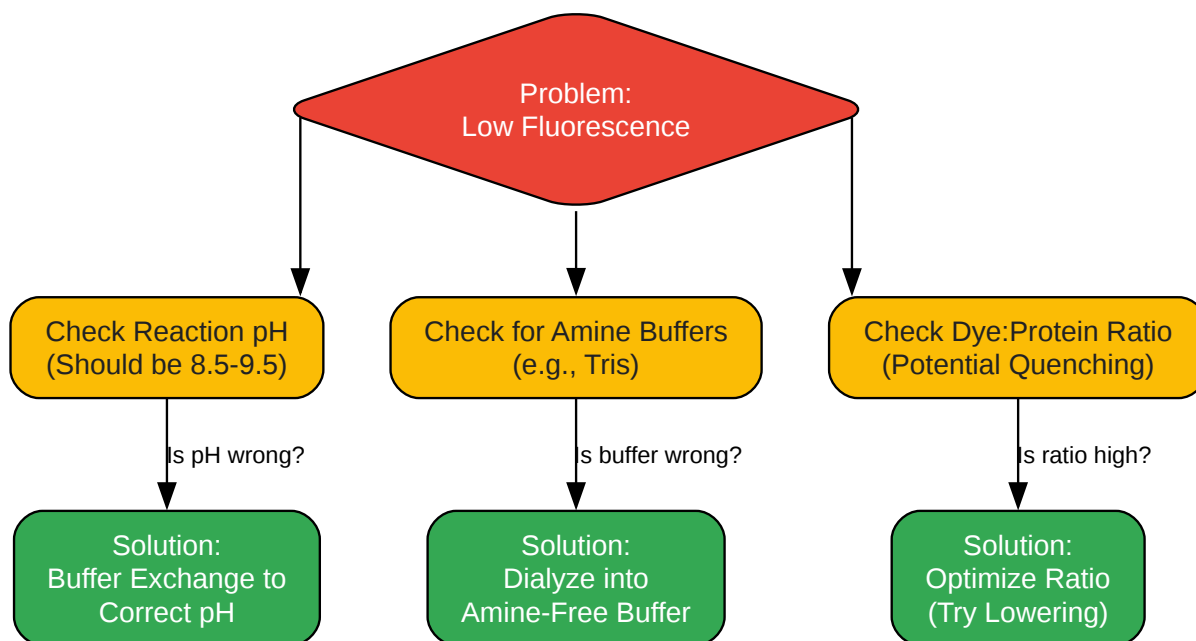 Problem:
Low Fluorescence
Check Reaction pH
(Should be 8.5-9.5)
Check for Amine Buffers
(e.g., Tris)
Check Dye:Protein Ratio
(Potential Quenching)
Is pH wrong?
Is buffer wrong?
Is ratio high?
Solution:
Buffer Exchange to
Correct pH
Solution:
Dialyze into
Amine-Free Buffer
Solution:
Optimize Ratio
(Try Lowering)